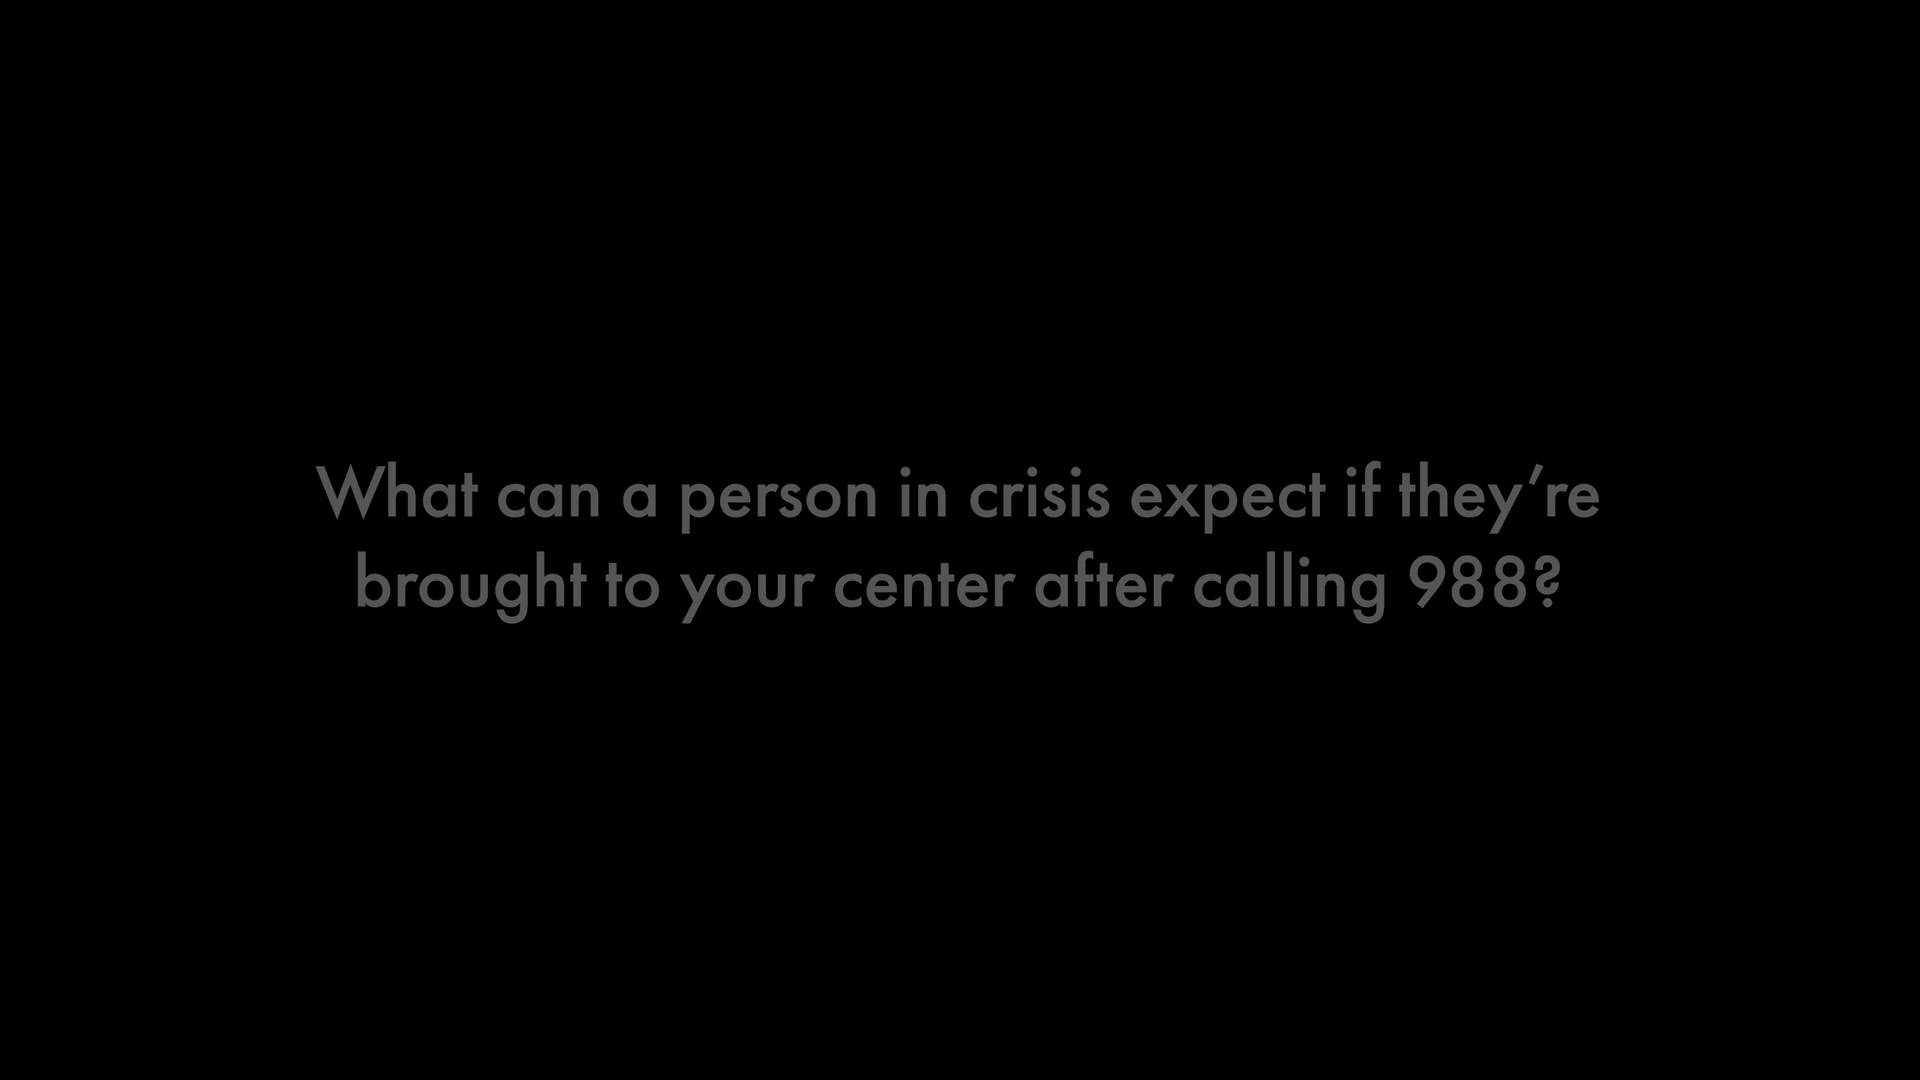 What can a person in crisis expect if they’re
brought to your center after calling 988?